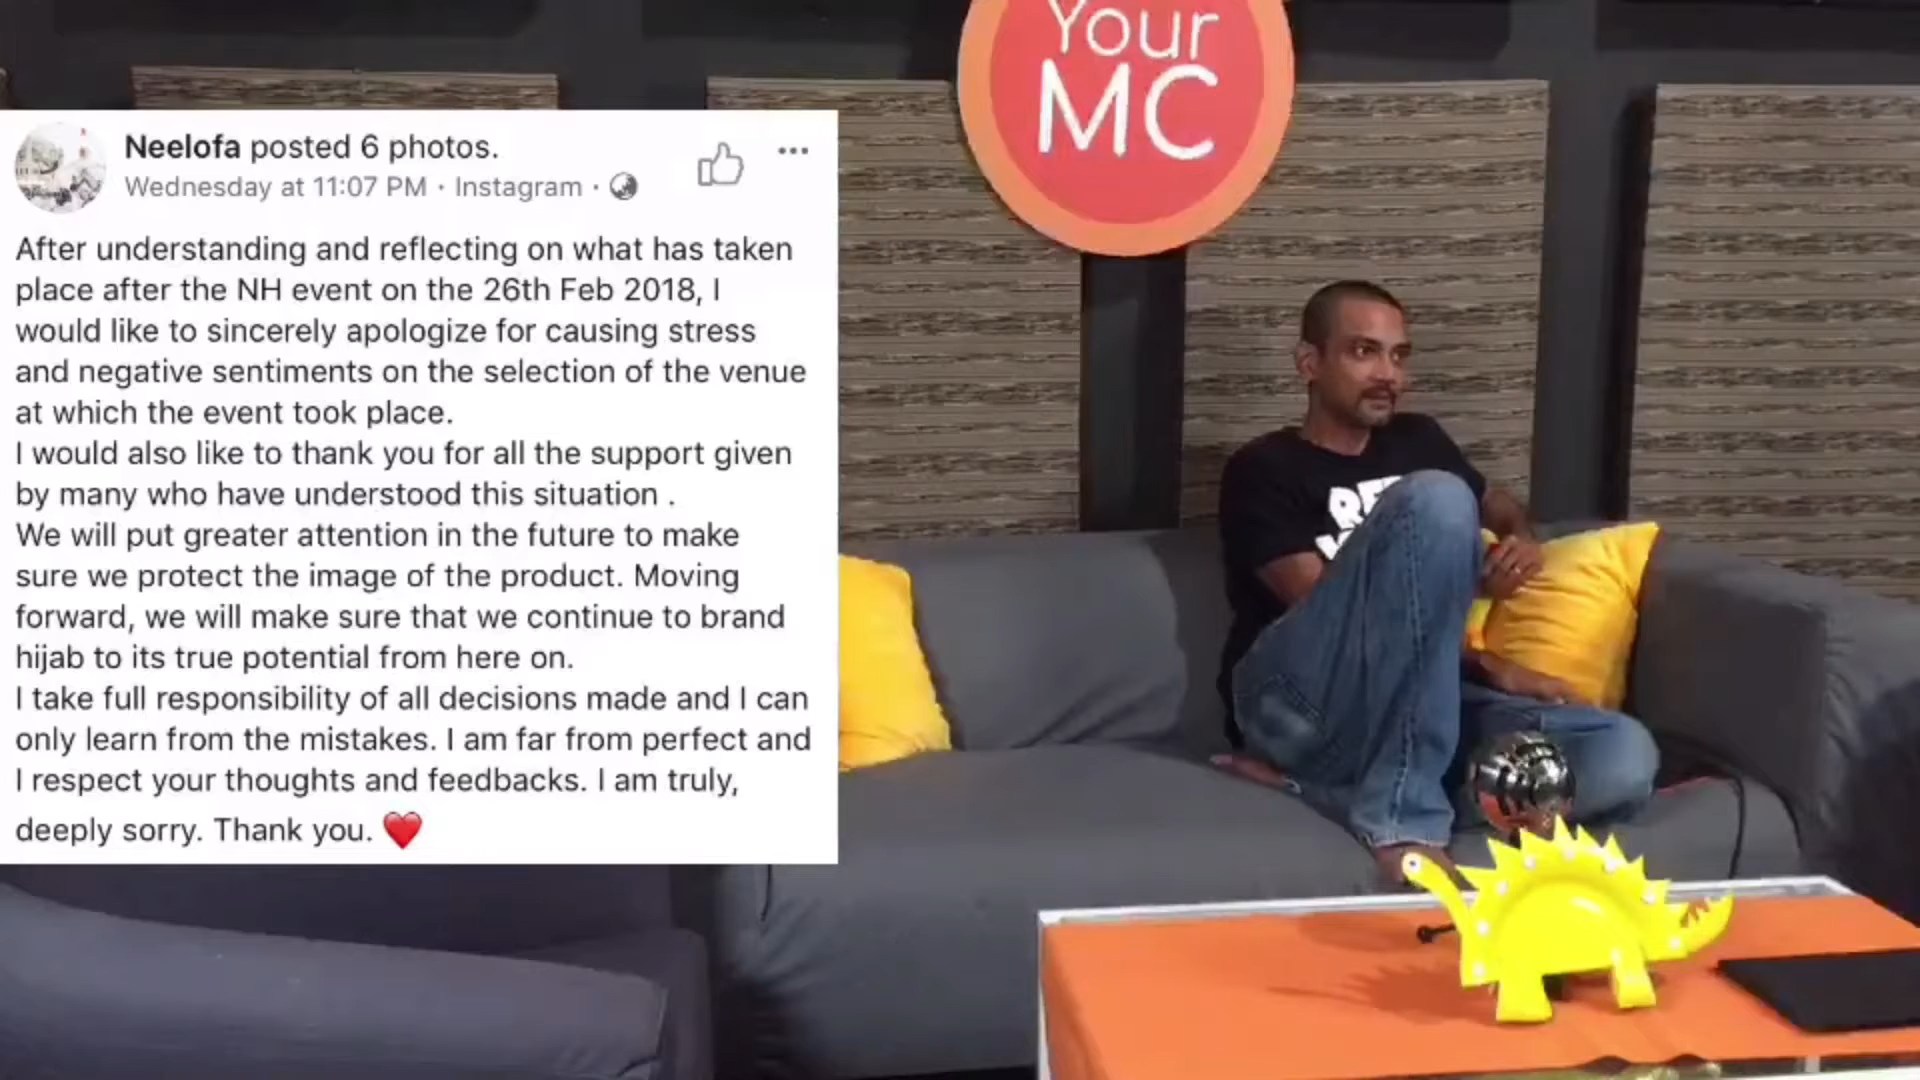 Your
MC
Neelofa posted 6 photos.
Wednesday at 11:07 PM · Instagram ·
After understanding and reflecting on what has taken
place after the NH event on the 26th Feb 2018, I
would like to sincerely apologize for causing stress
and negative sentiments on the selection of the venue
at which the event took place.
I would also like to thank you for all the support given
by many who have understood this situation .
We will put greater attention in the future to make
sure we protect the image of the product. Moving
forward, we will make sure that we continue to brand
hijab to its true potential from here on.
I take full responsibility of all decisions made and I can
only learn from the mistakes. I am far from perfect and
I respect your thoughts and feedbacks. I am truly,
deeply sorry. Thank you. ❤️